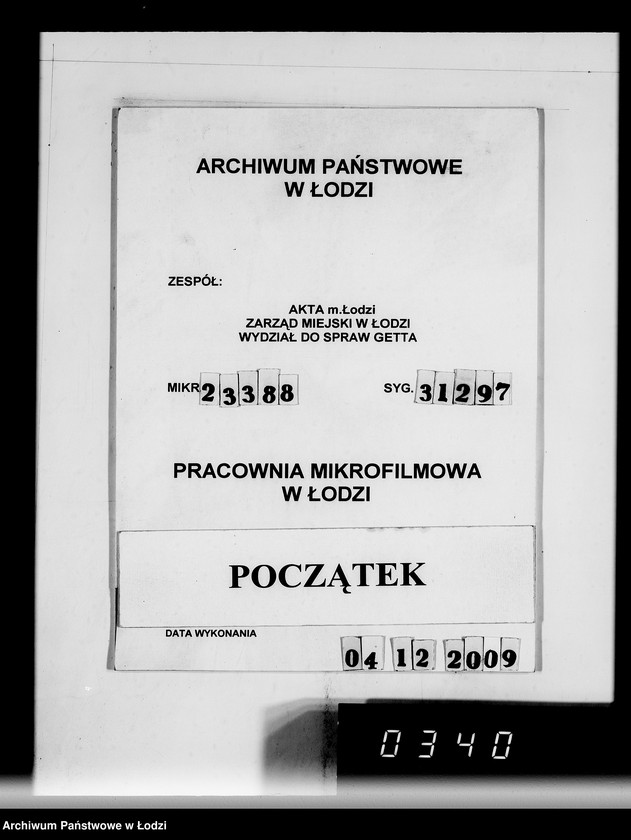 ARCHIWUM PAŃSTWOWE
W ŁODZI
ZESPÓŁ:
AKTA m.Łodzi
ZARZĄD MIEJSKI W ŁODZI
WYDZIAŁ DO SPRAW GETTA
MIKR 23388 SYG. 31297
PRACOWNIA MIKROFILMOWA
W ŁODZI
POCZĄTEK
DATA WYKONANIA
04 12 2009
0340
Archiwum Państwowe w Łodzi